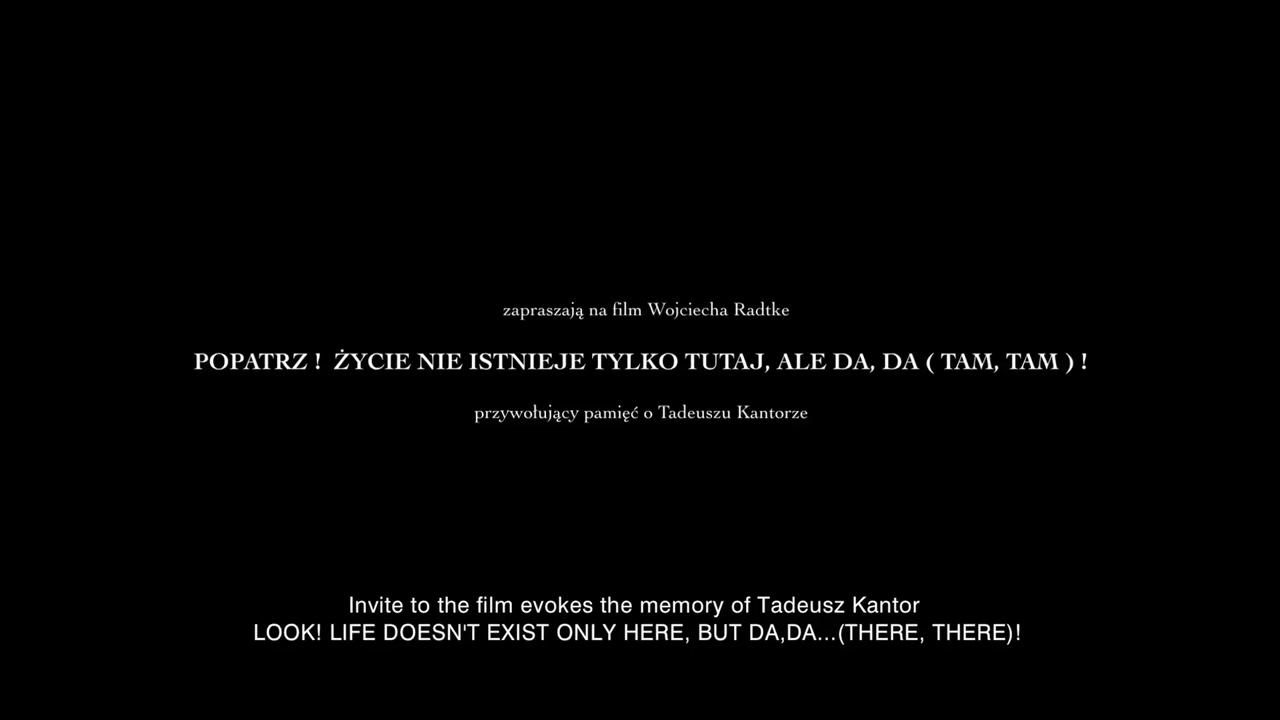 zapraszają na film Wojciecha Radtke
POPATRZ ! ŻYCIE NIE ISTNIEJE TYLKO TUTAJ, ALE DA, DA ( TAM, TAM ) !
przywołujący pamięć o Tadeuszu Kantorze
Invite to the film evokes the memory of Tadeusz Kantor
LOOK! LIFE DOESN'T EXIST ONLY HERE, BUT DA,DA...(THERE, THERE)!